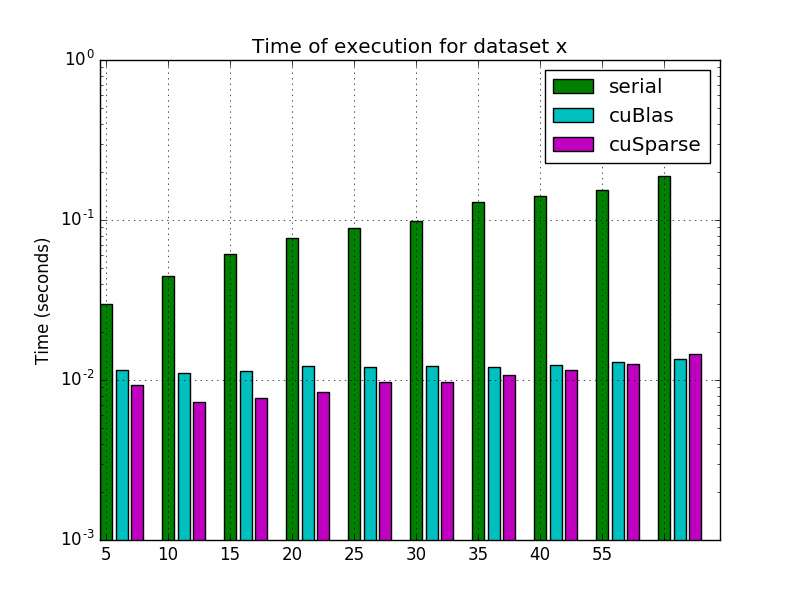 Time of execution for dataset x
serial
cuBlas
cuSparse
Time (seconds)
10^0
10^-1
10^-2
10^-3
5 10 15 20 25 30 35 40 55